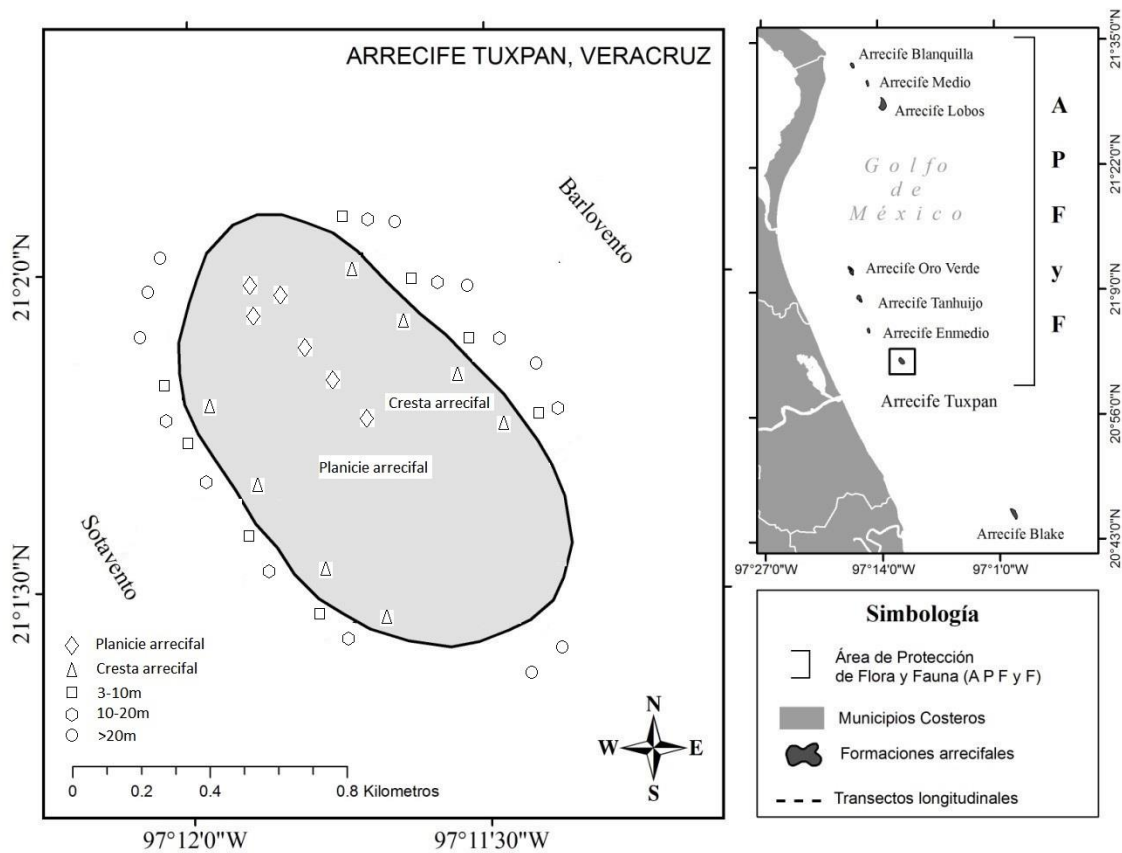 ARRECIFE TUXPAN, VERACRUZ
Barlovento
21°2'0"N
Cresta arrecifal
Planicie arrecifal
Sotavento
21°1'30"N
Planicie arrecifal
Cresta arrecifal
3-10m
10-20m
>20m
N
W E
S
0 0.2 0.4 0.8 Kilometros
97°12'0"W 97°11'30"W
Arrecife Blanquilla
Arrecife Medio
Arrecife Lobos
Golfo
de
México
Arrecife Oro Verde
Arrecife Tanhuijo
Arrecife Enmedio
Arrecife Tuxpan
Arrecife Blake
A
P
F
y
F
21°35'0"N
21°22'0"N
21°9'0"N
20°56'0"N
20°43'0"N
97°27'0"W 97°14'0"W 97°10'0"W
Simbología
Área de Protección
de Flora y Fauna (A P F y F)
Municipios Costeros
Formaciones arrecifales
Transectos longitudinales